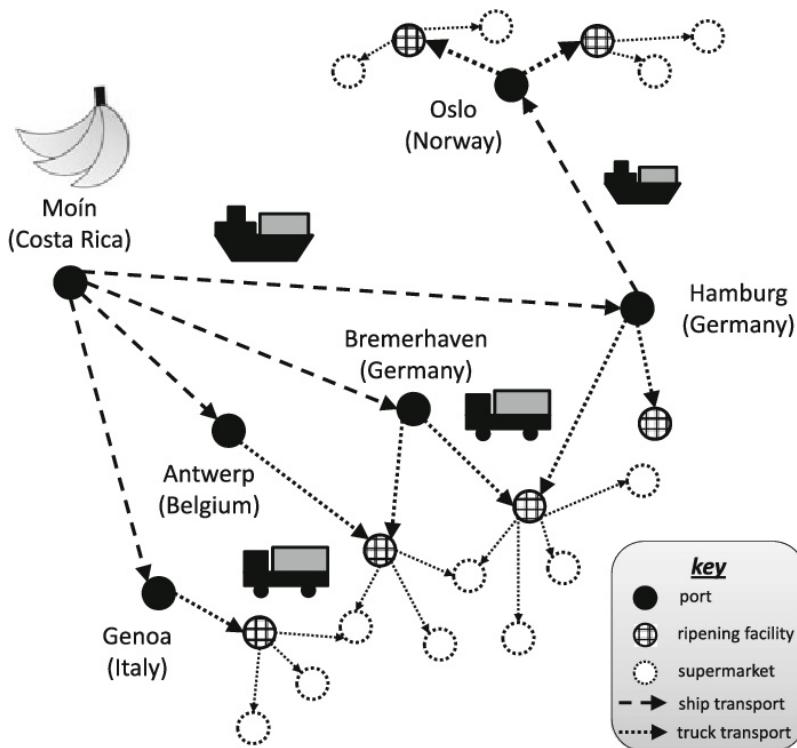 Oslo
(Norway)
Moín
(Costa Rica)
Hamburg
(Germany)
Bremerhaven
(Germany)
Antwerp
(Belgium)
Genoa
(Italy)
key
port
ripening facility
supermarket
ship transport
truck transport